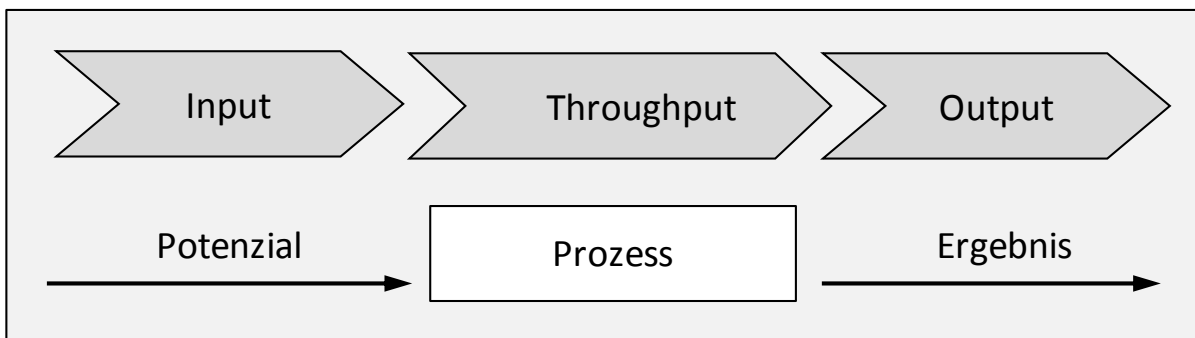 Input
Throughput
Output
Potenzial
Prozess
Ergebnis